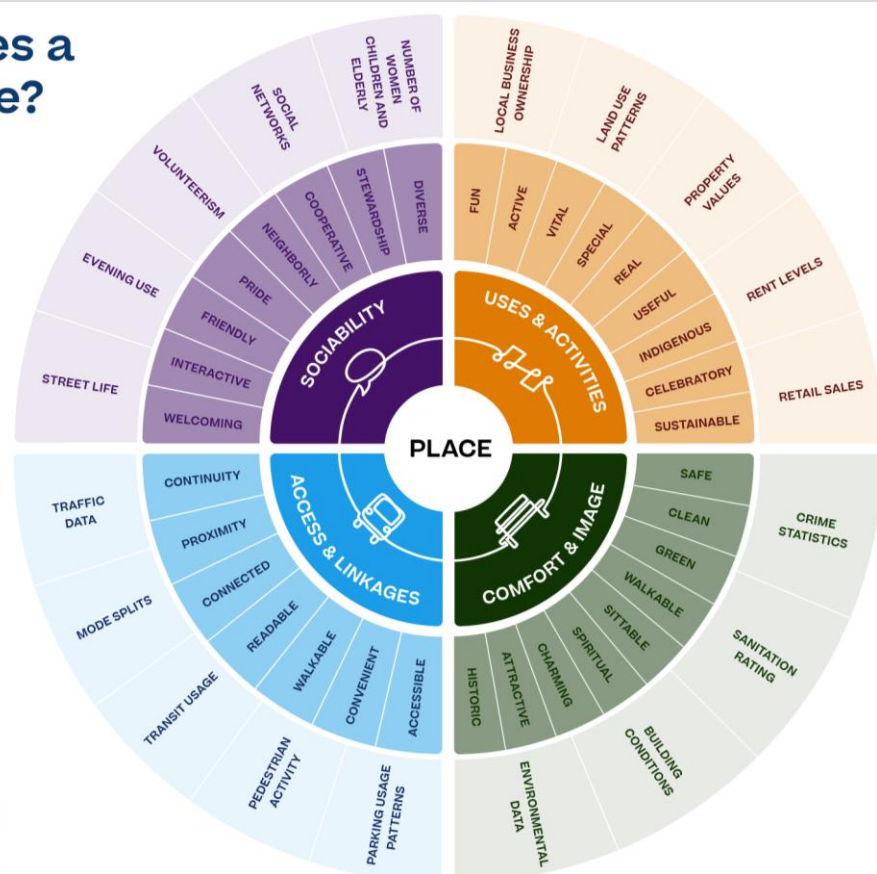 es a
e?
PLACE
SOCIABILITY
DIVERSE
STEWARDSHIP
COOPERATIVE
NEIGHBORLY
PRIDE
FRIENDLY
INTERACTIVE
WELCOMING
NUMBER OF
WOMEN
CHILDREN AND
ELDERLY
SOCIAL
NETWORKS
VOLUNTEERISM
EVENING USE
STREET LIFE
USES & ACTIVITIES
FUN
ACTIVE
VITAL
SPECIAL
REAL
USEFUL
INDIGENOUS
CELEBRATORY
SUSTAINABLE
LOCAL BUSINESS
OWNERSHIP
LAND USE
PATTERNS
PROPERTY
VALUES
RENT LEVELS
RETAIL SALES
ACCESS & LINKAGES
CONTINUITY
PROXIMITY
CONNECTED
READABLE
WALKABLE
CONVENIENT
ACCESSIBLE
TRAFFIC
DATA
MODE SPLITS
TRANSIT USAGE
PEDESTRIAN
ACTIVITY
PARKING USAGE
PATTERNS
COMFORT & IMAGE
SAFE
CLEAN
GREEN
WALKABLE
SITTABLE
SPIRITUAL
CHARMING
ATTRACTIVE
HISTORIC
CRIME
STATISTICS
SANITATION
RATING
BUILDING
CONDITIONS
ENVIRONMENTAL
DATA